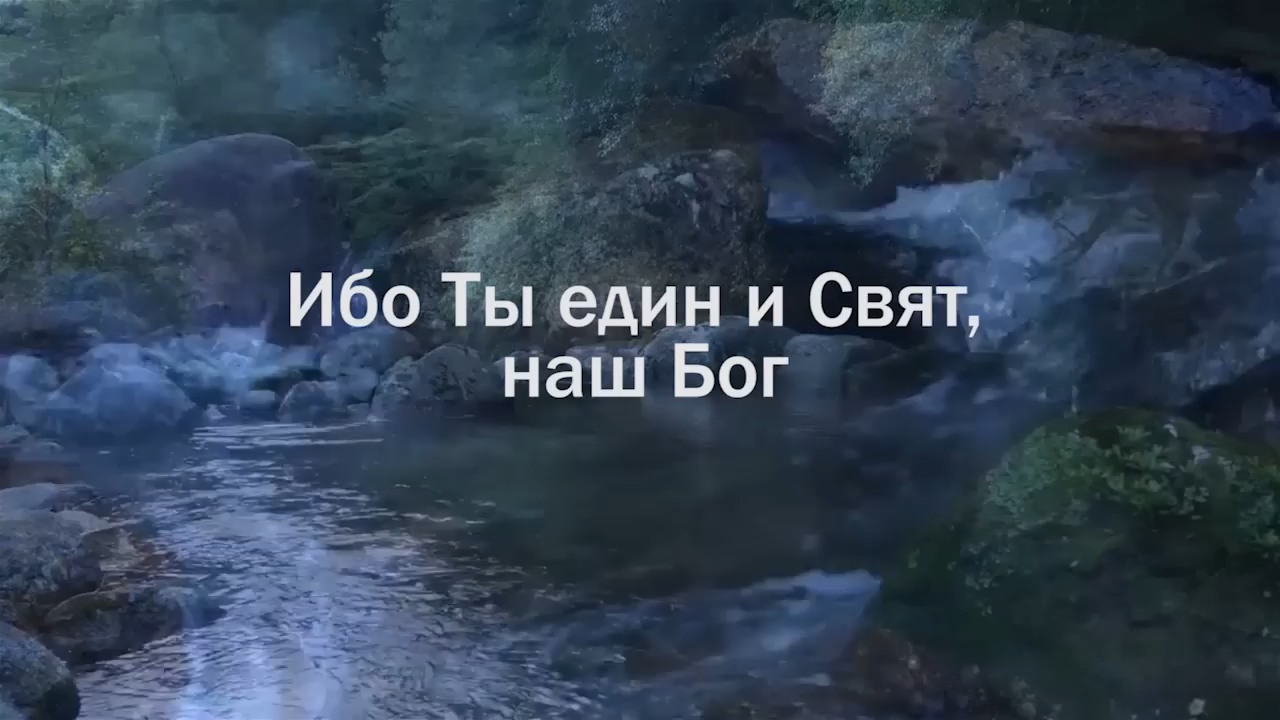 Ибо Ты един и Свят,
наш Бог